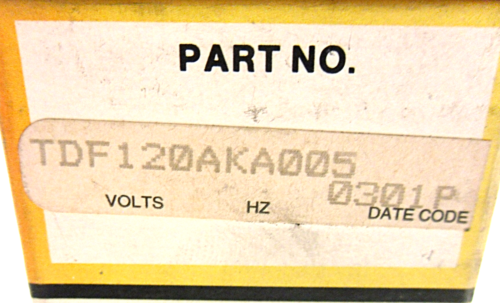 PART NO.
TDF120AKA005
0301P
VOLTS HZ DATE CODE